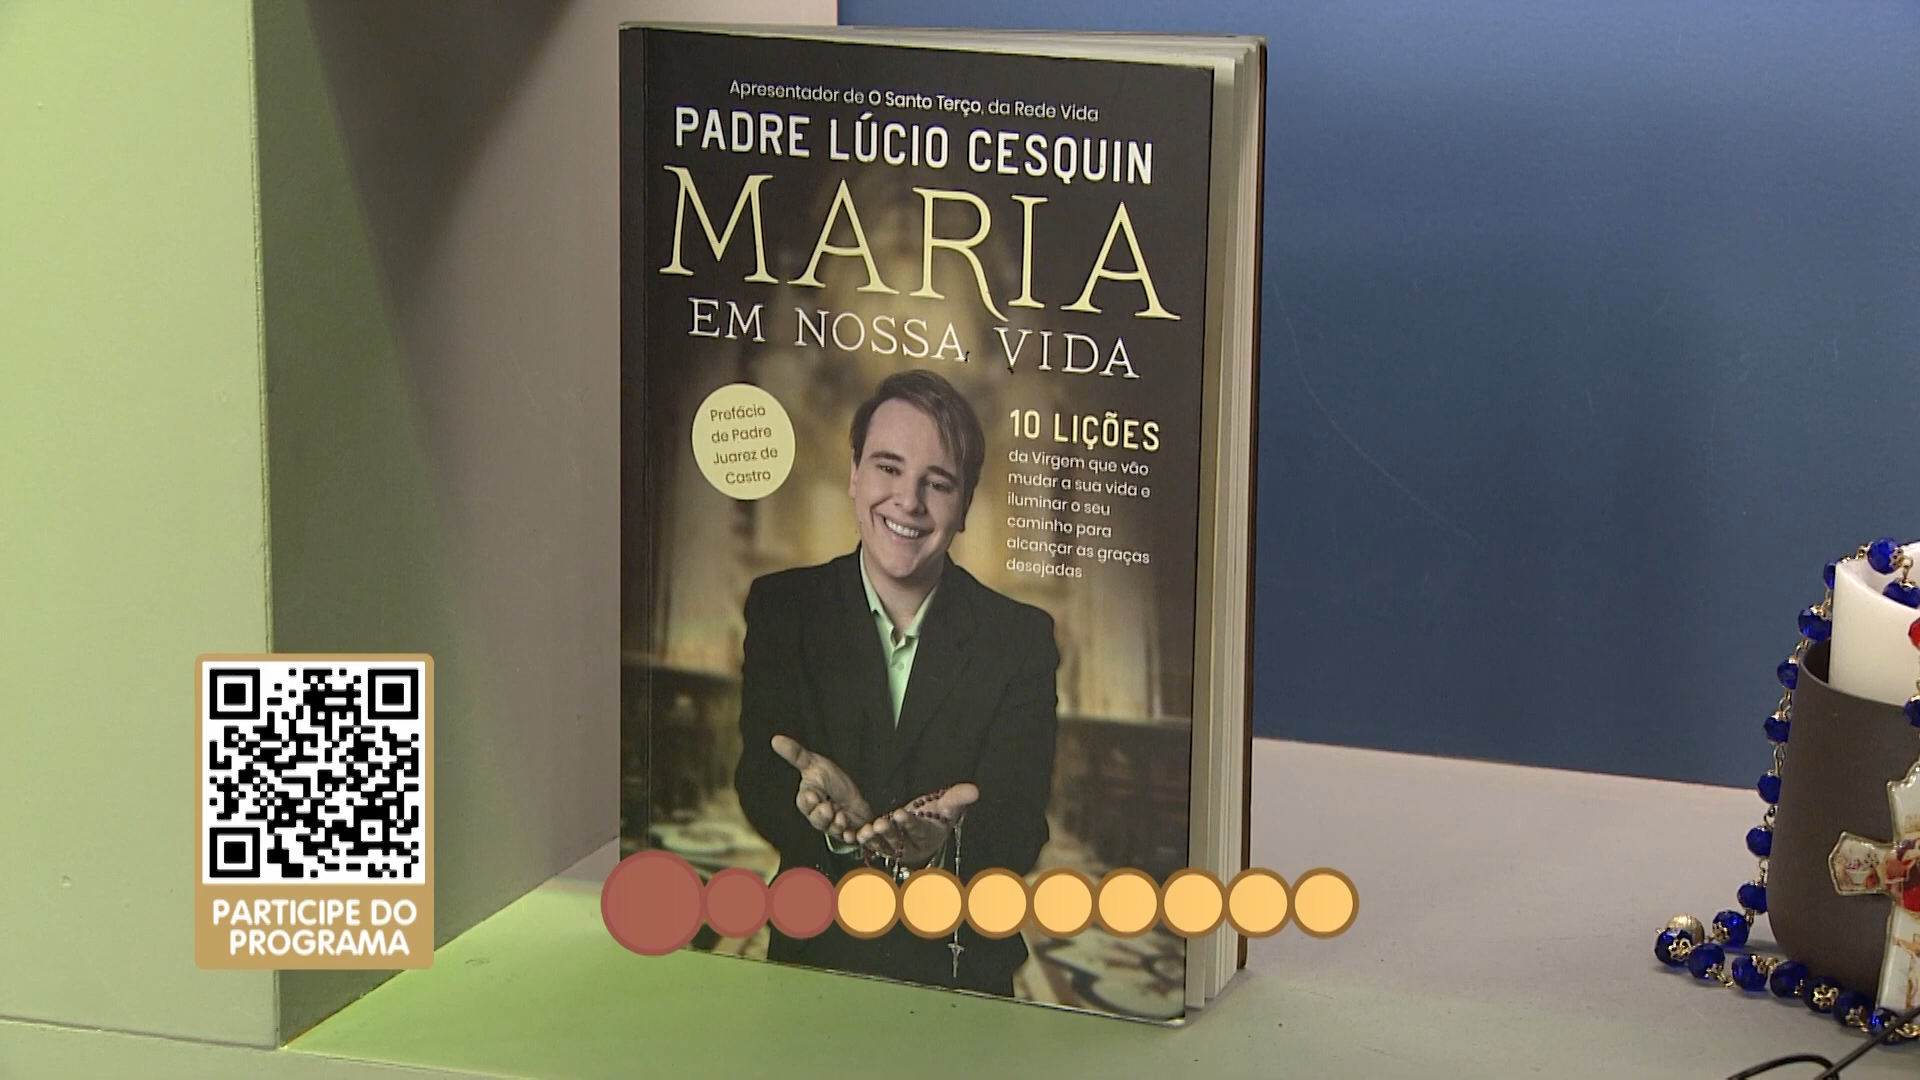 Apresentador de O Santo Terço, da Rede Vida
PADRE LÚCIO CESQUIN
MARIA
EM NOSSA VIDA
Prefácio
de Padre
Juarez de
Castro
10 LIÇÕES
da Virgem que vão
mudar a sua vida e
iluminar o seu
caminho para
alcançar as graças
desejadas
PARTICIPE DO
PROGRAMA